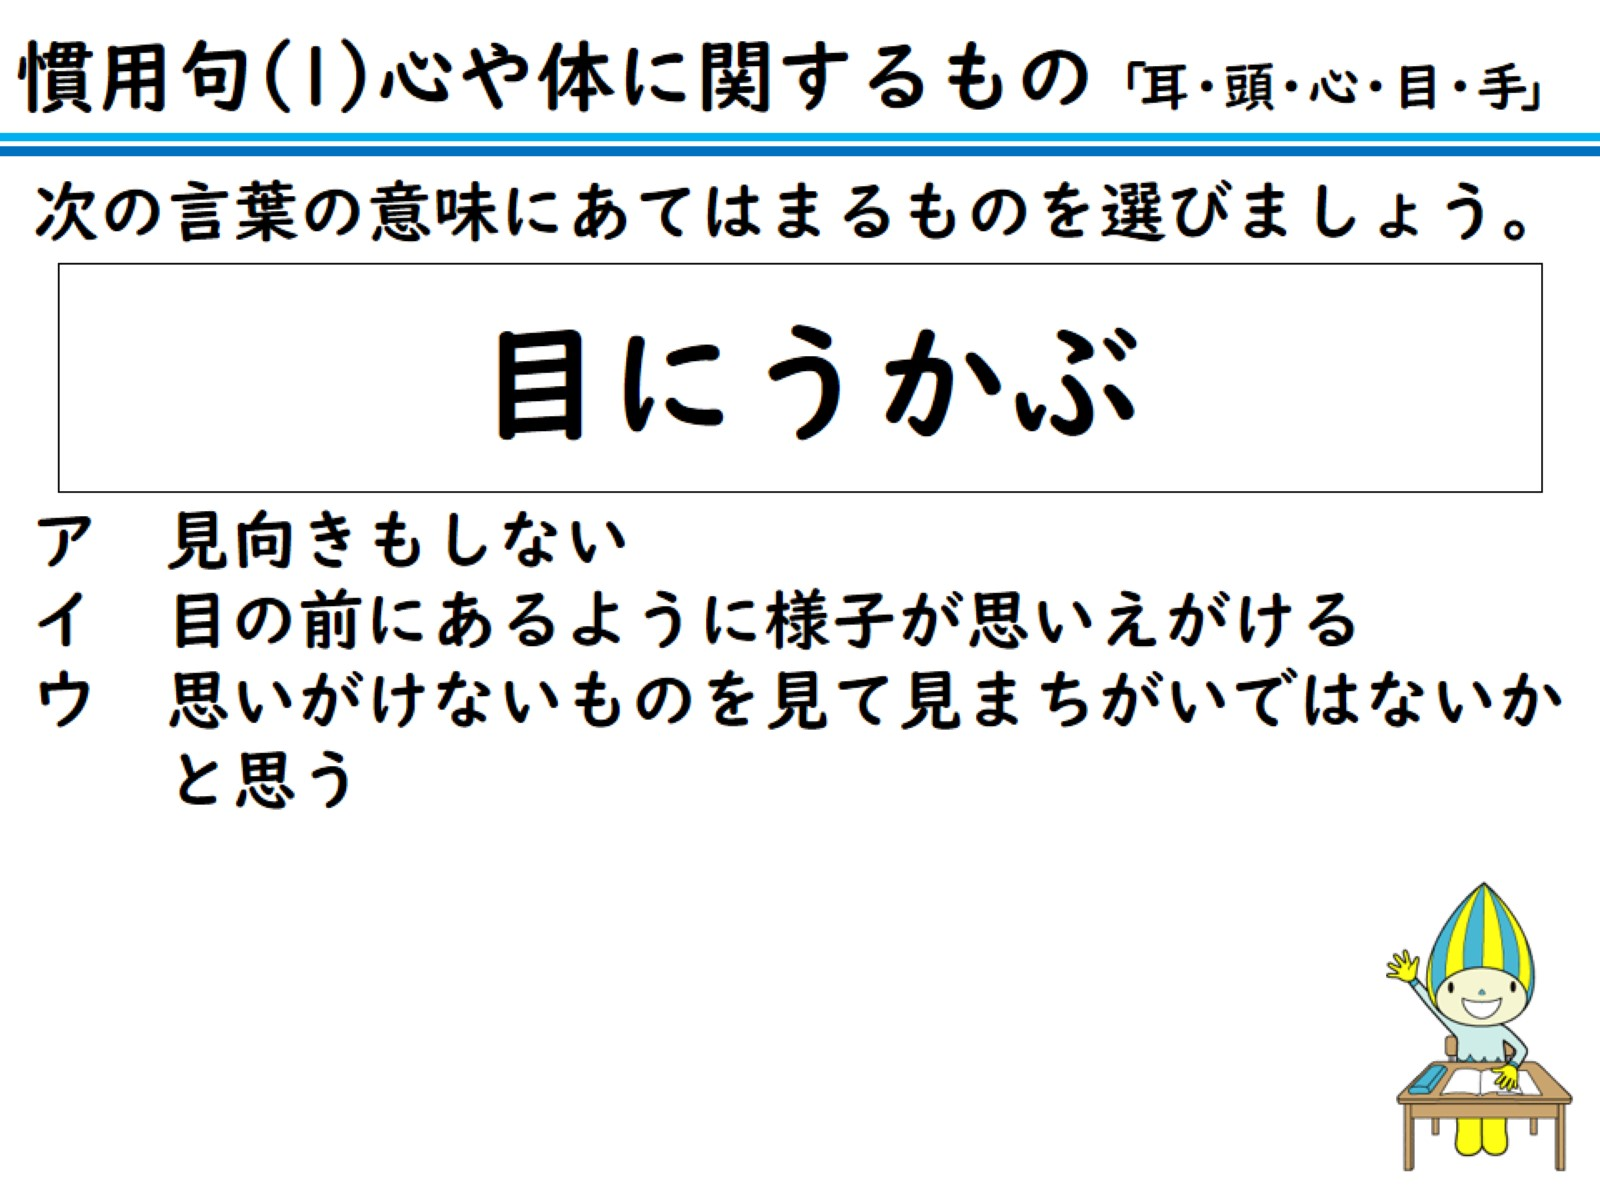 慣用句(1)心や体に関するもの「耳・頭・心・目・手」
次の言葉の意味にあてはまるものを選びましょう。
目にうかぶ
ア　見向きもしない
イ　目の前にあるように様子が思いえがける
ウ　思いがけないものを見て見まちがいではないか
と思う